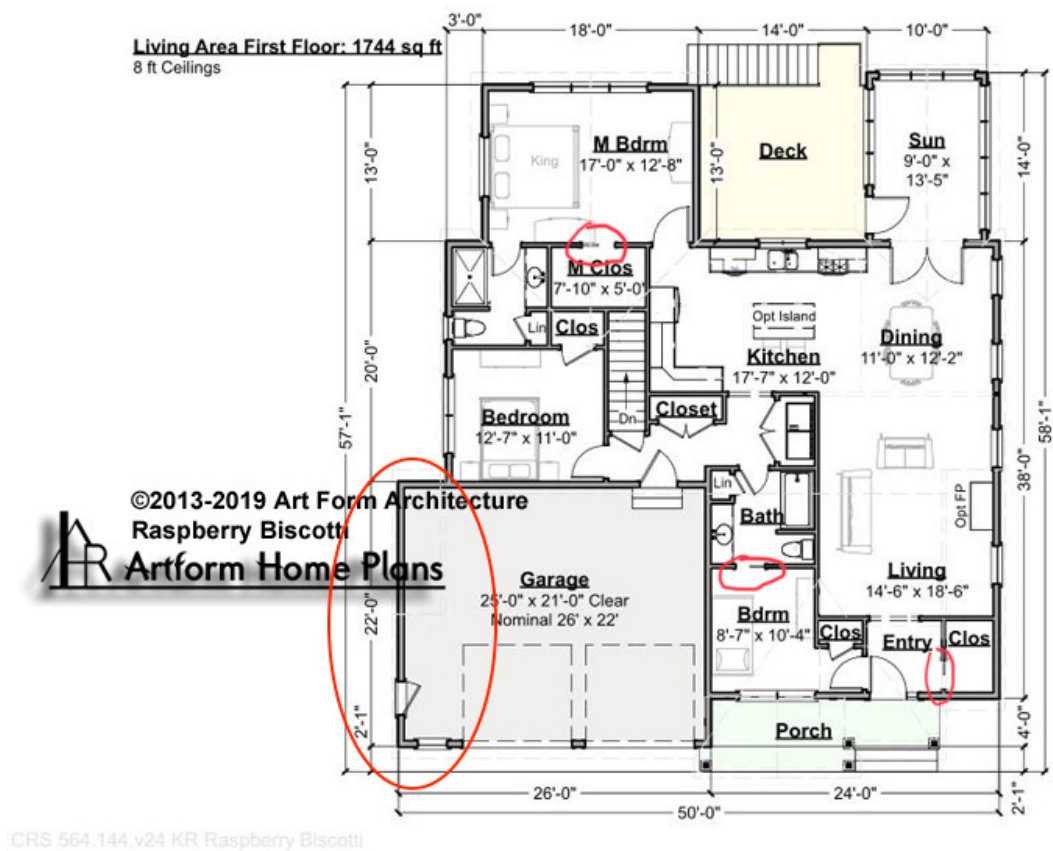 3'-0"
18'-0"
14'-0"
10'-0"
Living Area First Floor: 1744 sq ft
8 ft Ceilings
M Bdrm
17'-0" x 12'-8"
King
Deck
Sun
9'-0" x
13'-5"
13'-0"
13'-0"
14'-0"
M Clos
7'-10" x 5'-0"
Lin
Clos
Opt Island
Kitchen
17'-7" x 12'-0"
Dining
11'-0" x 12'-2"
20'-0"
57'-1"
58'-1"
38'-0"
Bedroom
12'-7" x 11'-0"
Dn
Closet
©2013-2019 Art Form Architecture
Raspberry Biscotti
Artform Home Plans
Lin
Bath
Opt FP
Garage
25'-0" x 21'-0" Clear
Nominal 26' x 22'
22'-0"
Living
14'-6" x 18'-6"
Bdrm
8'-7" x 10'-4"
Clos
Entry
Clos
2'-1"
Porch
4'-0"
26'-0"
24'-0"
2'-1"
50'-0"
CRS 564.144.v24 KR Raspberry Biscotti